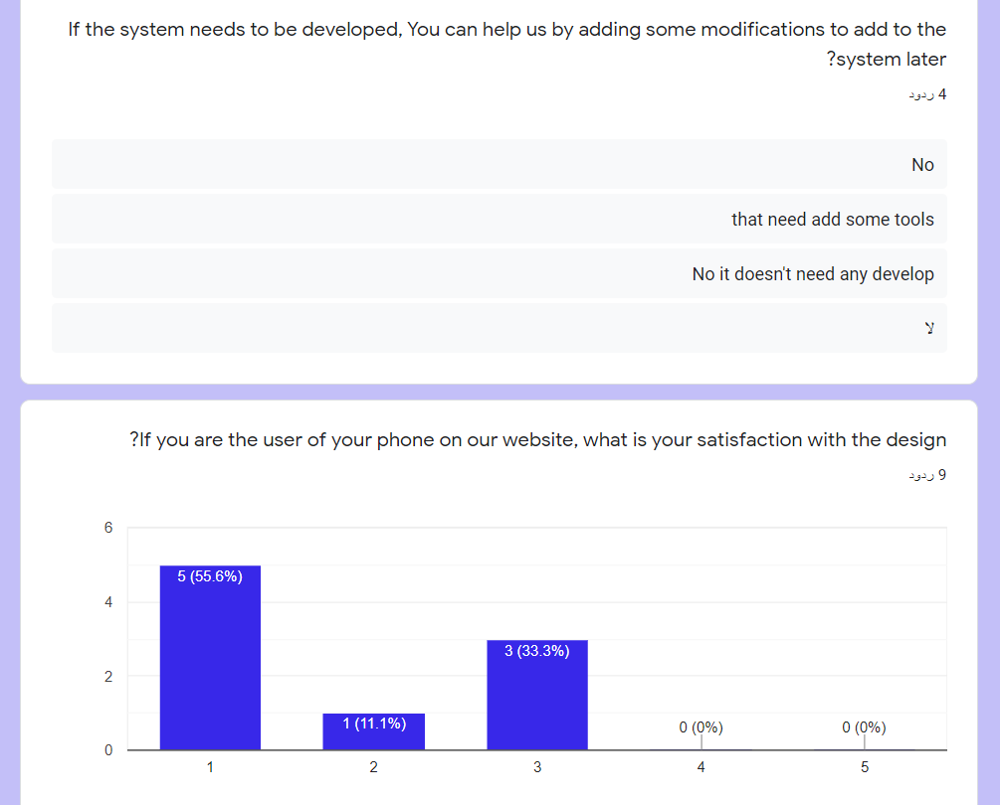 If the system needs to be developed, You can help us by adding some modifications to add to the
?system later
4 ردود
No
that need add some tools
No it doesn't need any develop
لا
?If you are the user of your phone on our website, what is your satisfaction with the design
9 ردود
6
4
2
0
5 (55.6%)
1 (11.1%)
3 (33.3%)
0 (0%)
0 (0%)
1
2
3
4
5